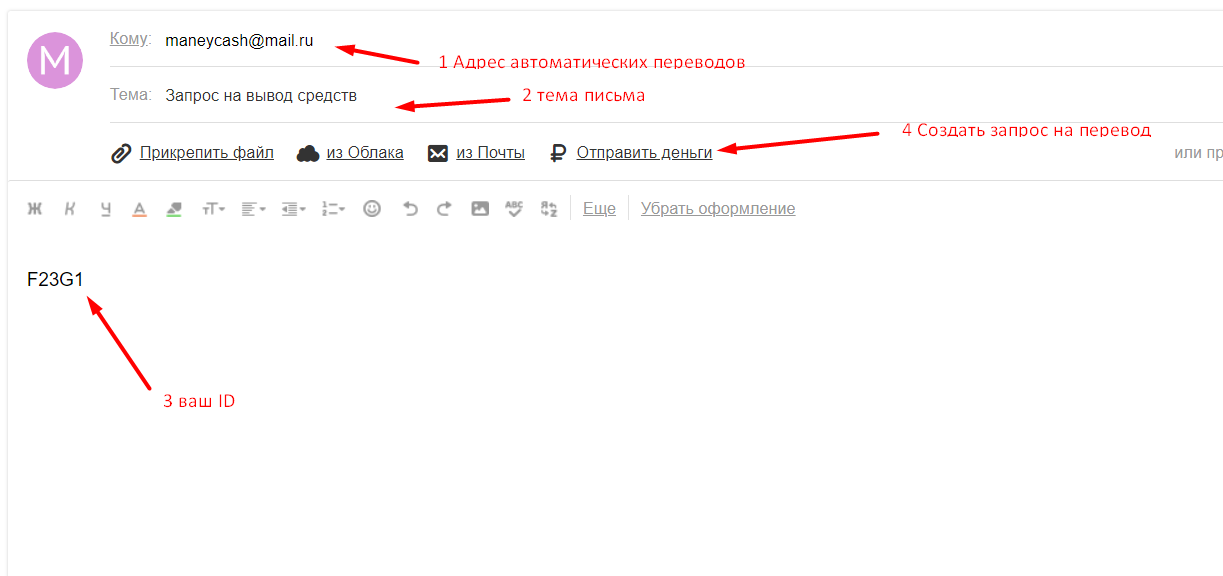 M
Кому: maneycash@mail.ru
1 Адрес автоматических переводов
Тема: Запрос на вывод средств
2 тема письма
4 Создать запрос на перевод
Прикрепить файл из Облака из Почты Отправить деньги
или пр
Ж К Ч А тТ ABC Еще Убрать оформление
F23G1
3 ваш ID